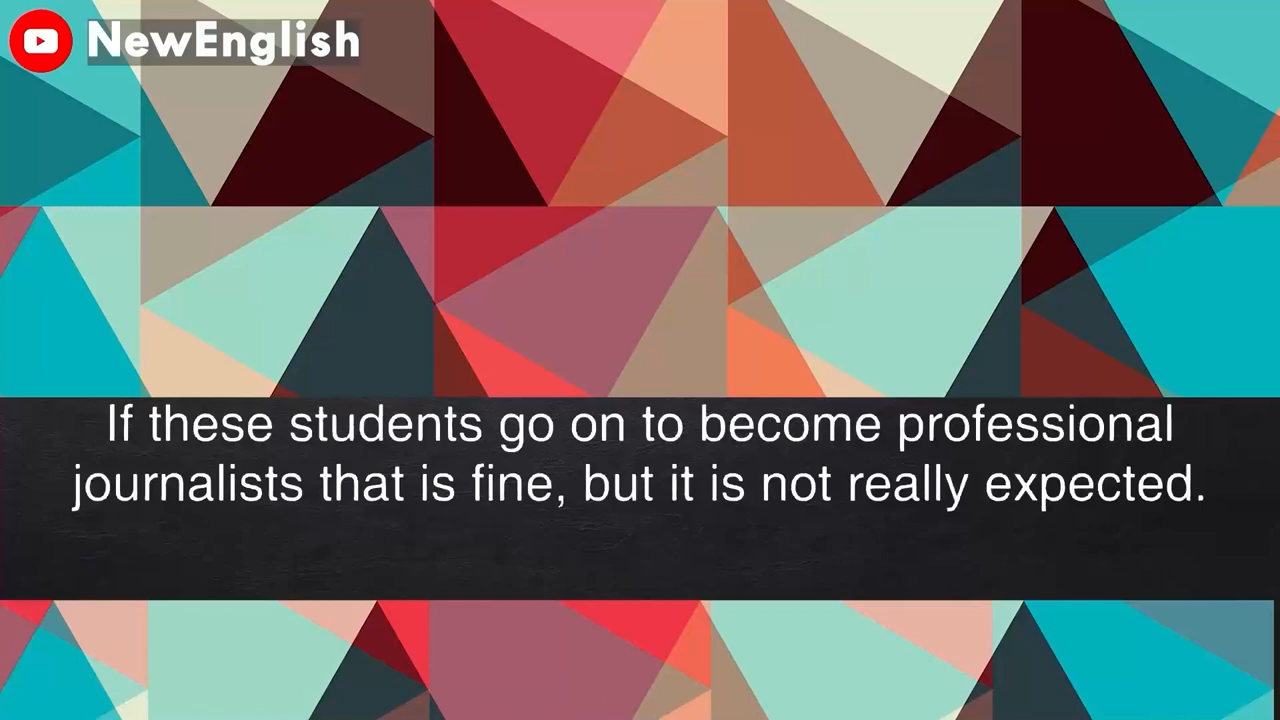 NewEnglish
If these students go on to become professional
journalists that is fine, but it is not really expected.